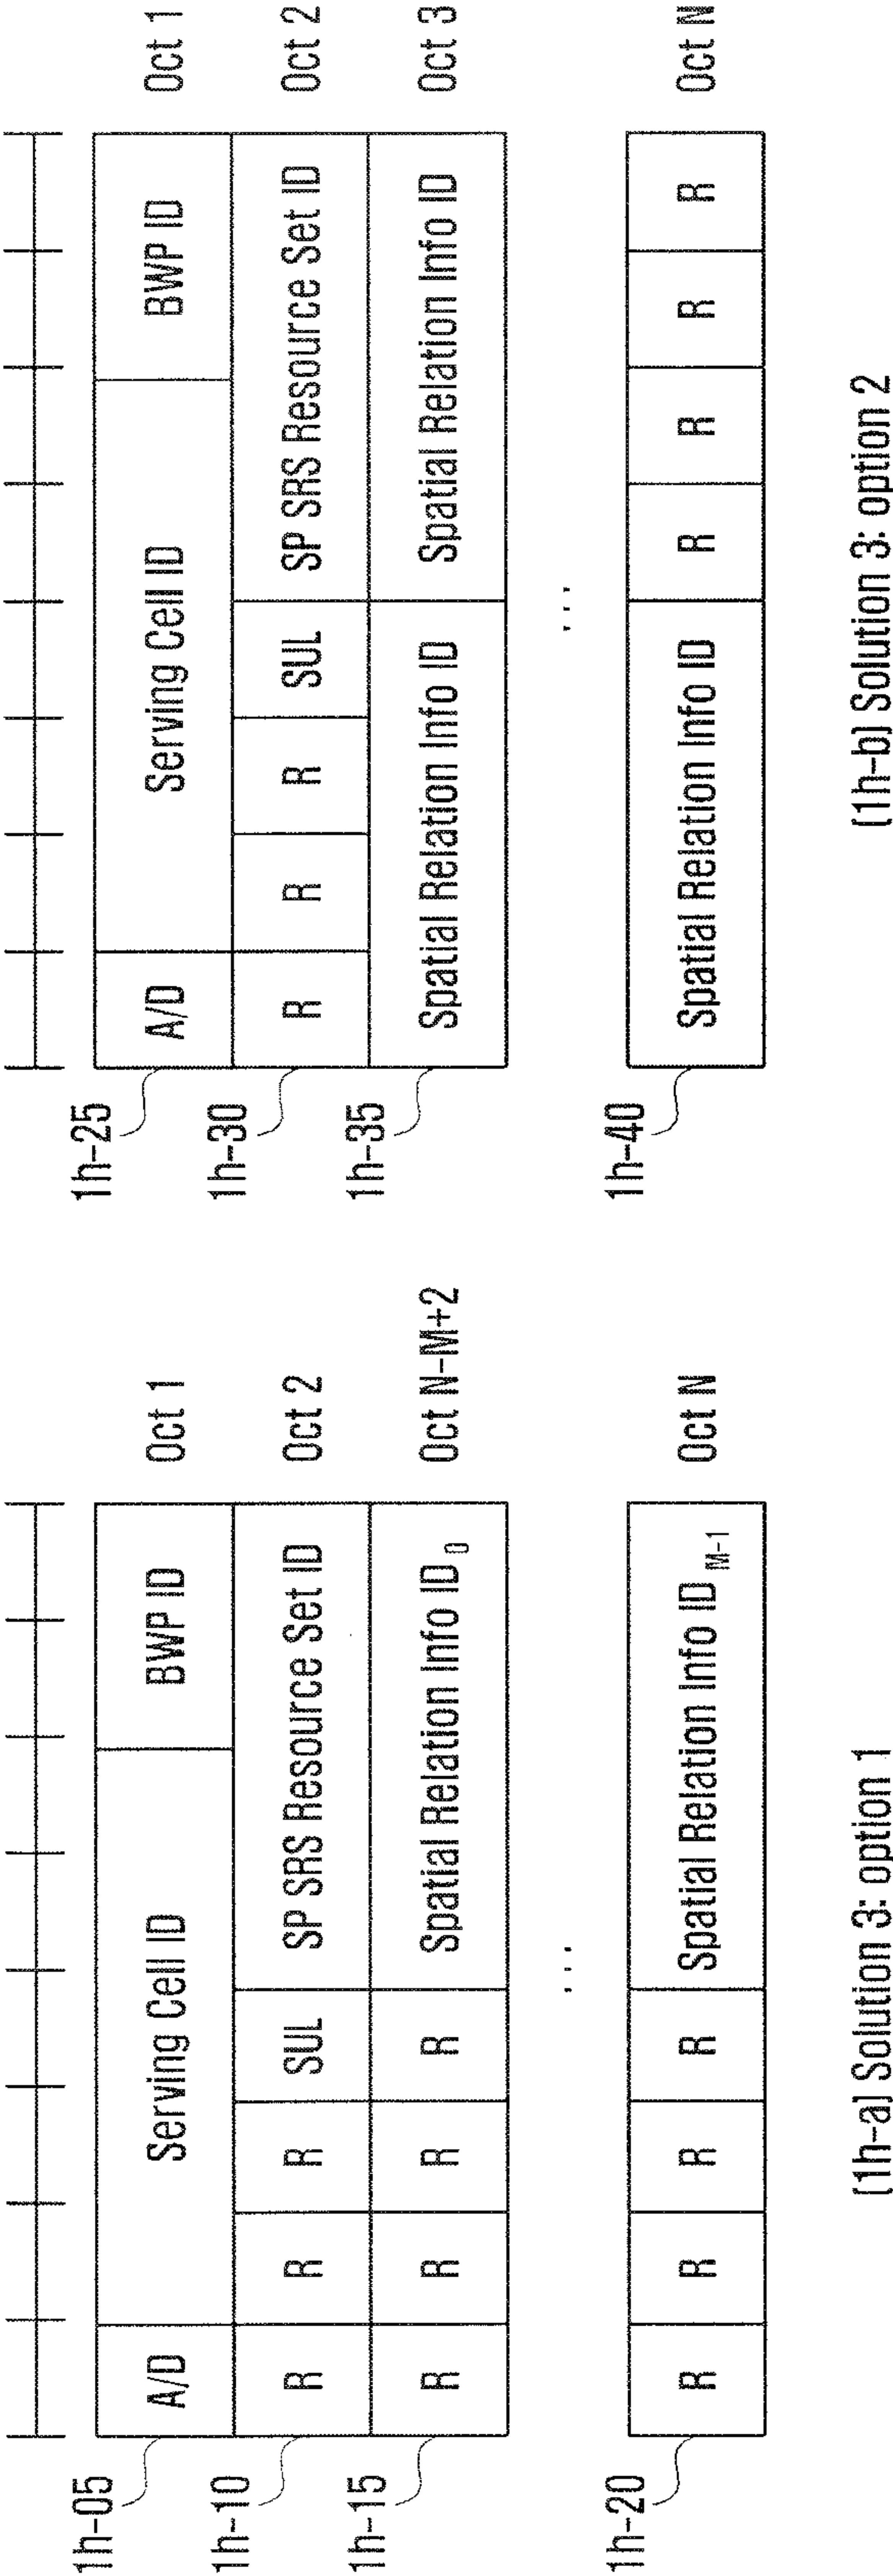 1h-05 A/D Serving Cell ID BWP ID Oct 1
1h-10 R R R SUL SP SRS Resource Set ID Oct 2
1h-15 R R R R Spatial Relation Info ID0 Oct N-M+2
...
1h-20 R R R R Spatial Relation Info ID M-1 Oct N
(1h-a) Solution 3: option 1
1h-25 A/D Serving Cell ID BWP ID Oct 1
1h-30 R R R SUL SP SRS Resource Set ID Oct 2
1h-35 Spatial Relation Info ID Spatial Relation Info ID Oct 3
...
1h-40 Spatial Relation Info ID R R R R Oct N
(1h-b) Solution 3: option 2